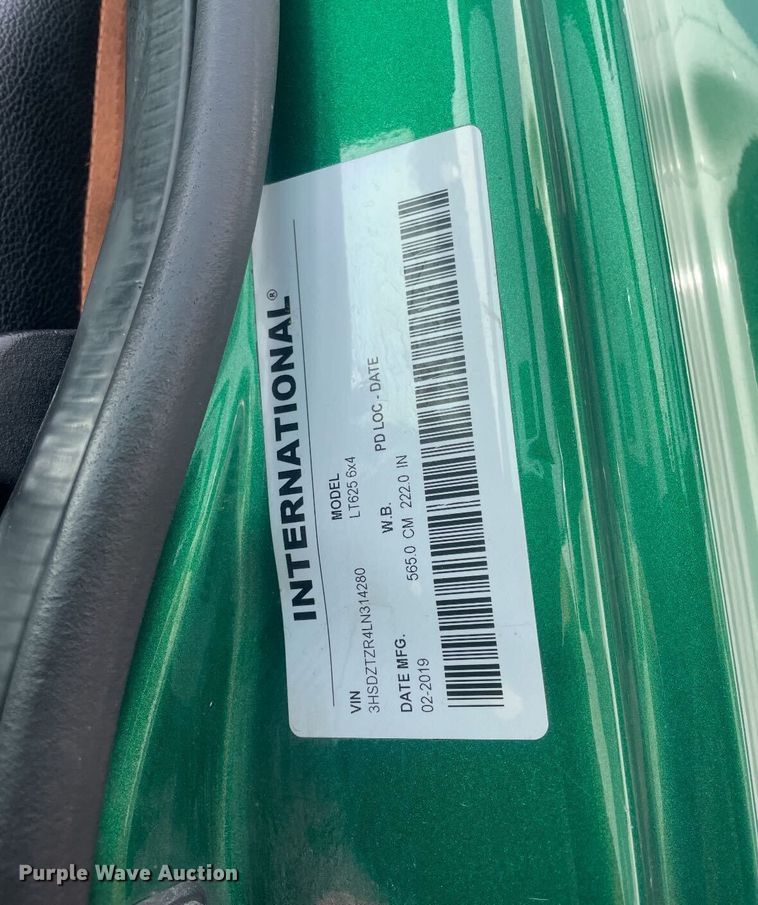 INTERNATIONAL®
MODEL
LT625 6x4
VIN
3HSDZTZR4LN314280
W.B.
PD LOC - DATE
DATE MFG.
565.0 CM 222.0 IN
02-2019
Purple Wave Auction